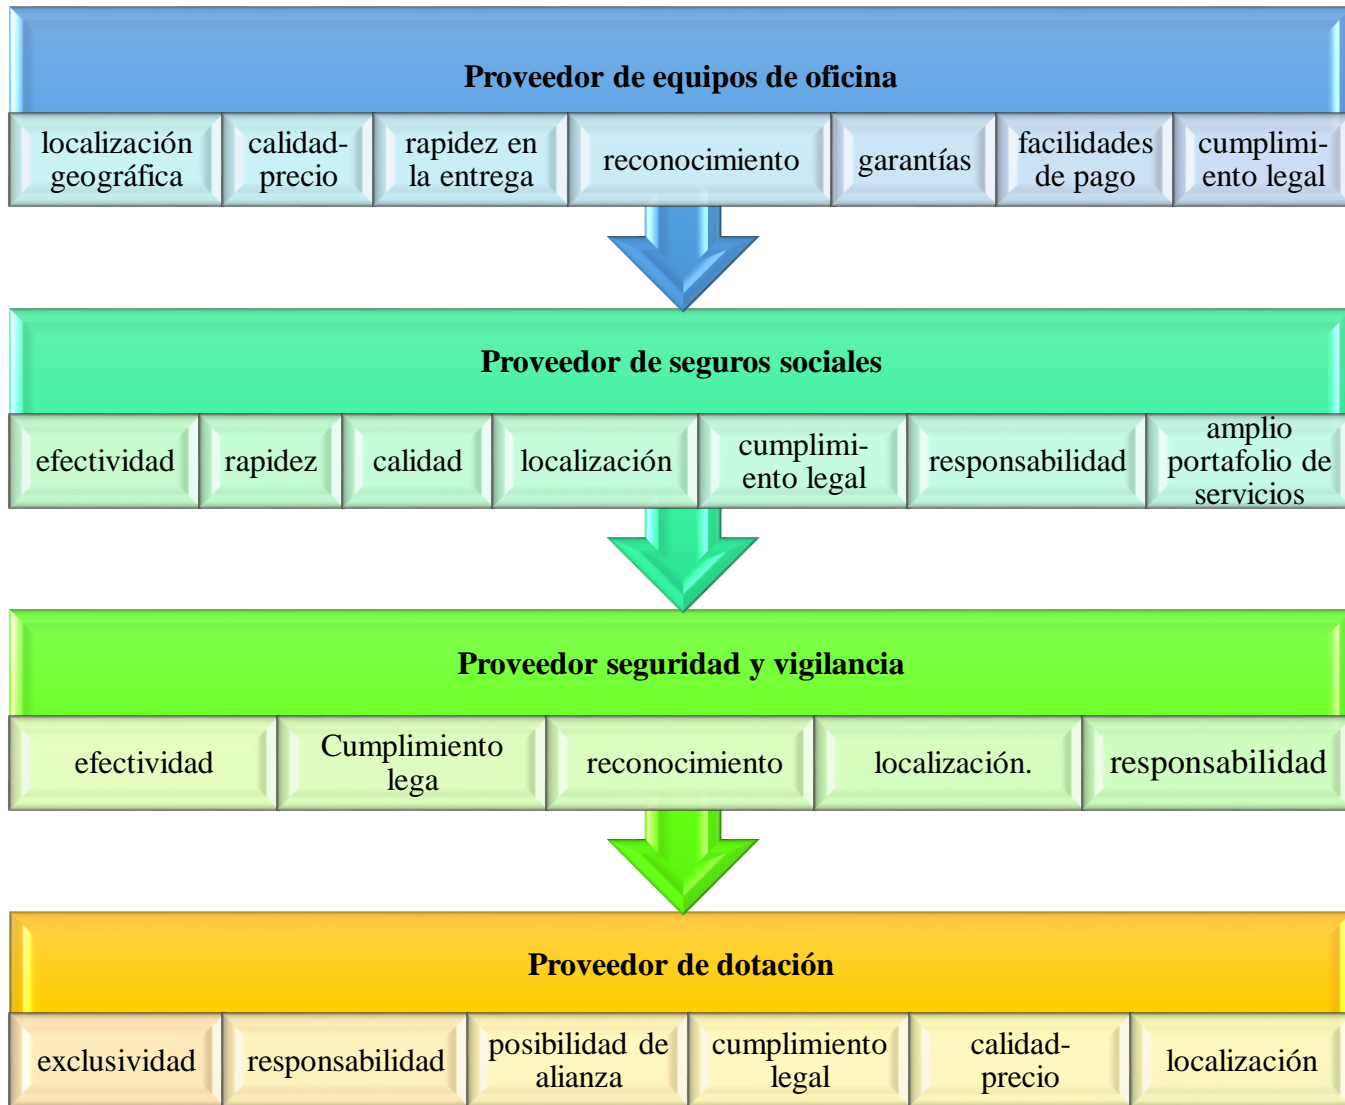 Proveedor de equipos de oficina
localización
geográfica
calidad-
precio
rapidez en
la entrega
reconocimiento
garantías
facilidades
de pago
cumplimi-
ento legal
Proveedor de seguros sociales
efectividad
rapidez
calidad
localización
cumplimi-
ento legal
responsabilidad
amplio
portafolio de
servicios
Proveedor seguridad y vigilancia
efectividad
Cumplimiento
lega
reconocimiento
localización.
responsabilidad
Proveedor de dotación
exclusividad
responsabilidad
posibilidad de
alianza
cumplimiento
legal
calidad-
precio
localización